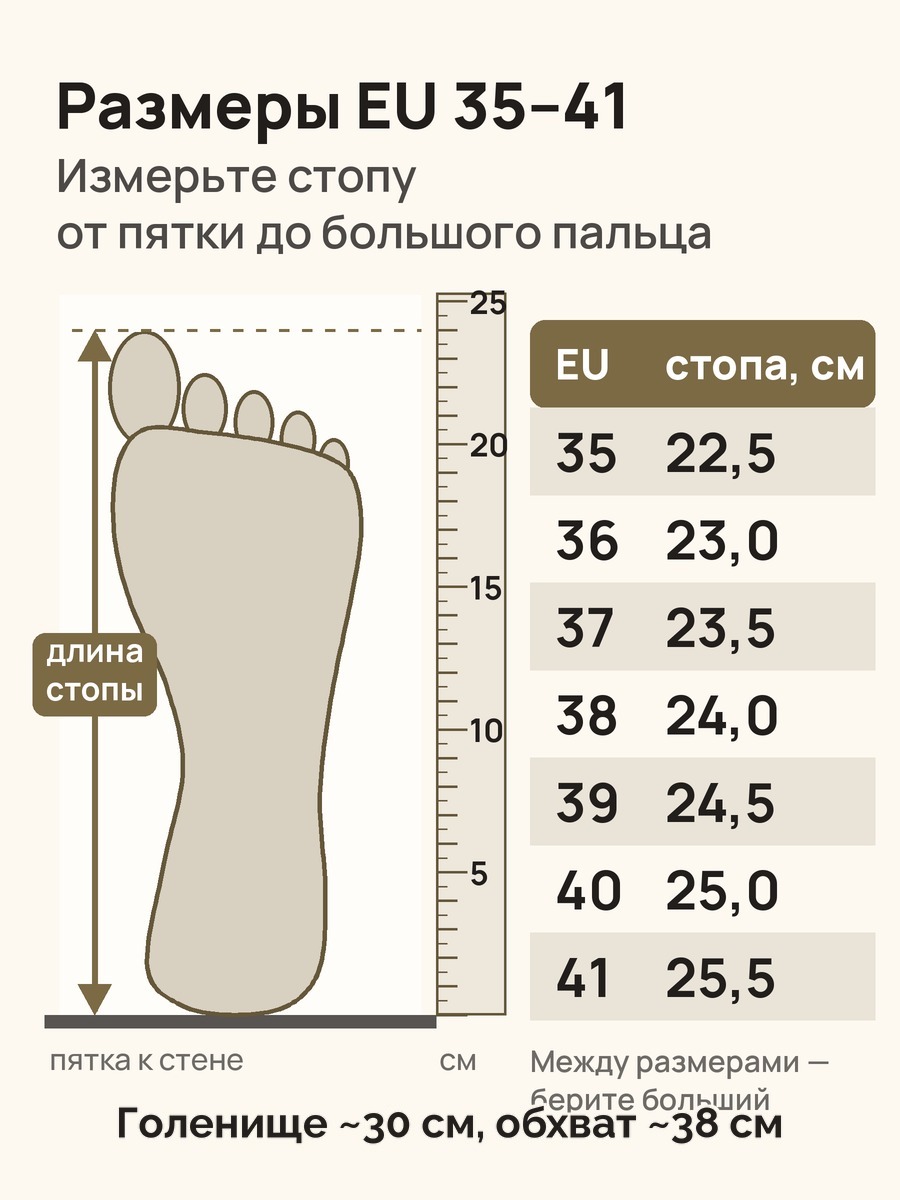 Размеры EU 35–41
Измерьте стопу
от пятки до большого пальца
25
20
15
10
5
длина
стопы
EU стопа, см
35 22,5
36 23,0
37 23,5
38 24,0
39 24,5
40 25,0
41 25,5
пятка к стене
см
Между размерами —
берите больший
Голенище ~30 см, обхват ~38 см